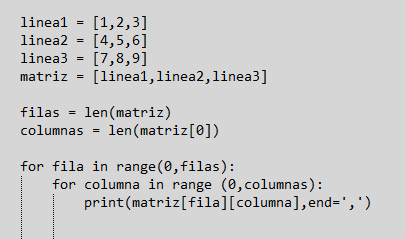 linea1 = [1,2,3]
linea2 = [4,5,6]
linea3 = [7,8,9]
matriz = [linea1,linea2,linea3]

filas = len(matriz)
columnas = len(matriz[0])

for fila in range(0,filas):
    for columna in range (0,columnas):
        print(matriz[fila][columna],end=',')